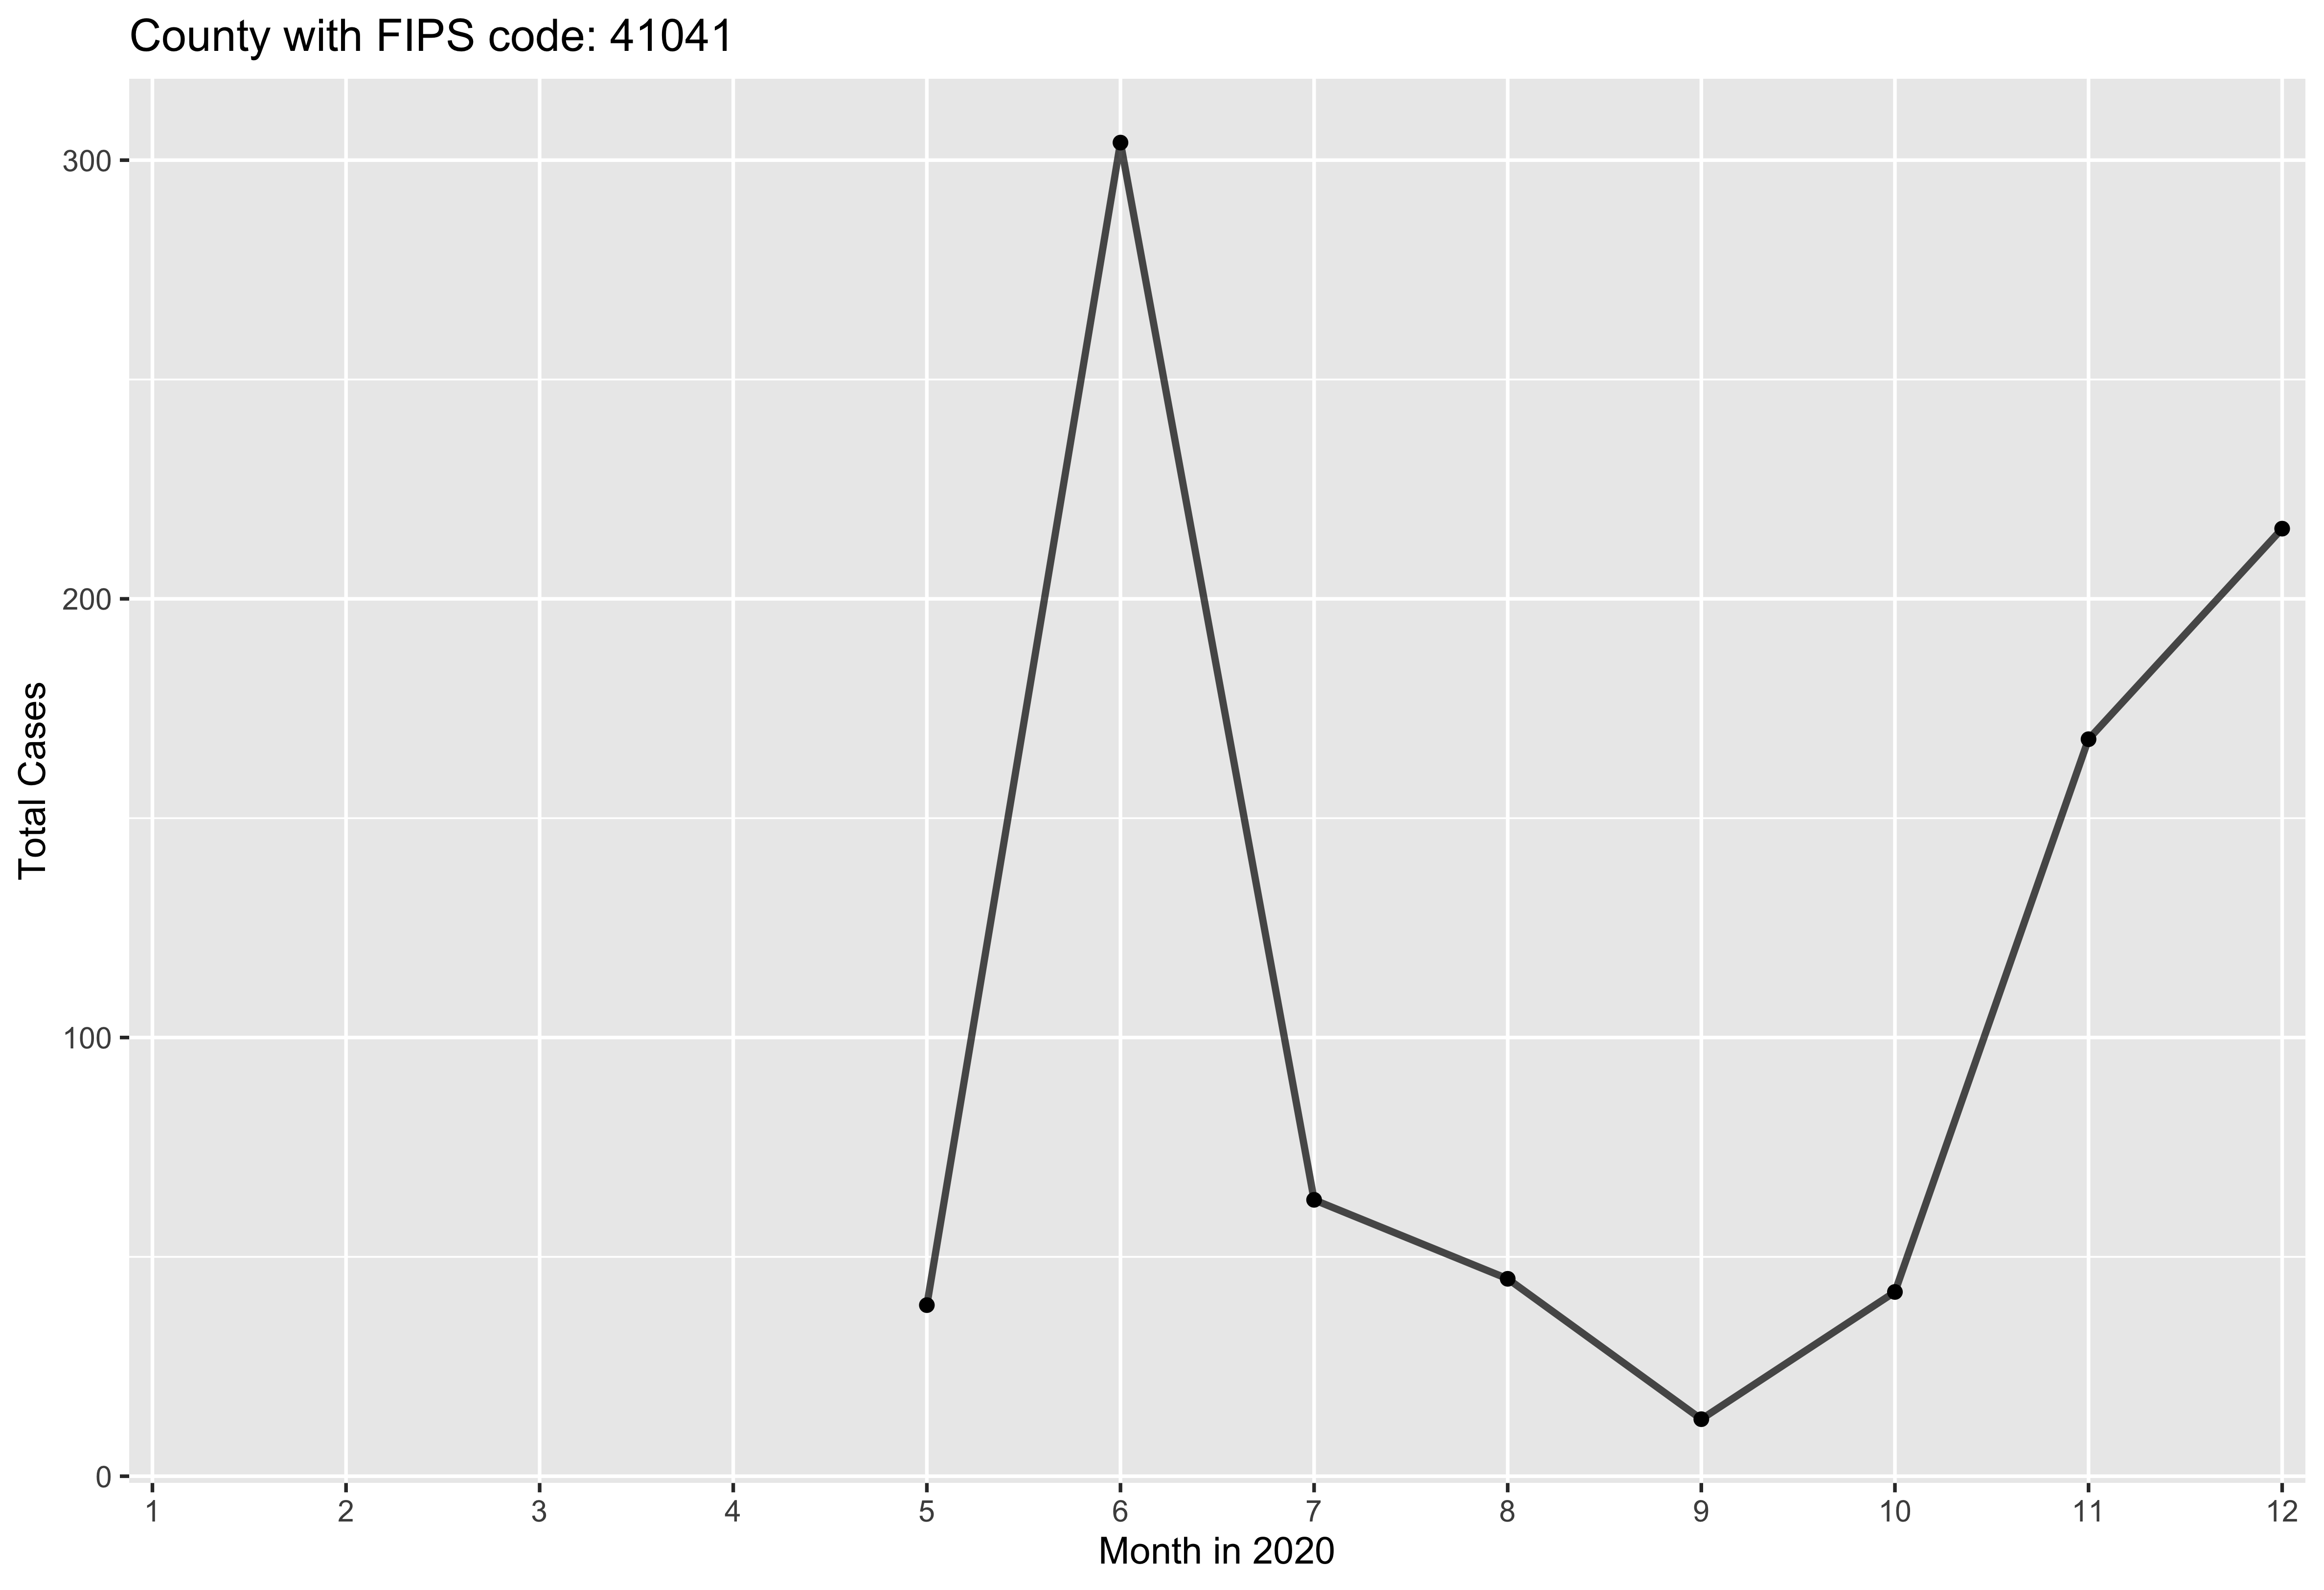 County with FIPS code: 41041
300
200
100
0
Total Cases
1 2 3 4 5 6 7 8 9 10 11 12
Month in 2020